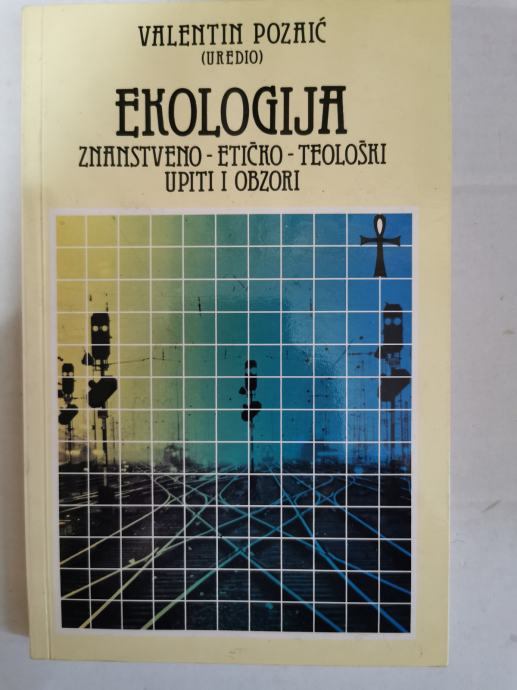 VALENTIN POZAIĆ
(UREDIO)
EKOLOGIJA
ZNANSTVENO - ETIČKO - TEOLOŠKI
UPITI I OBZORI